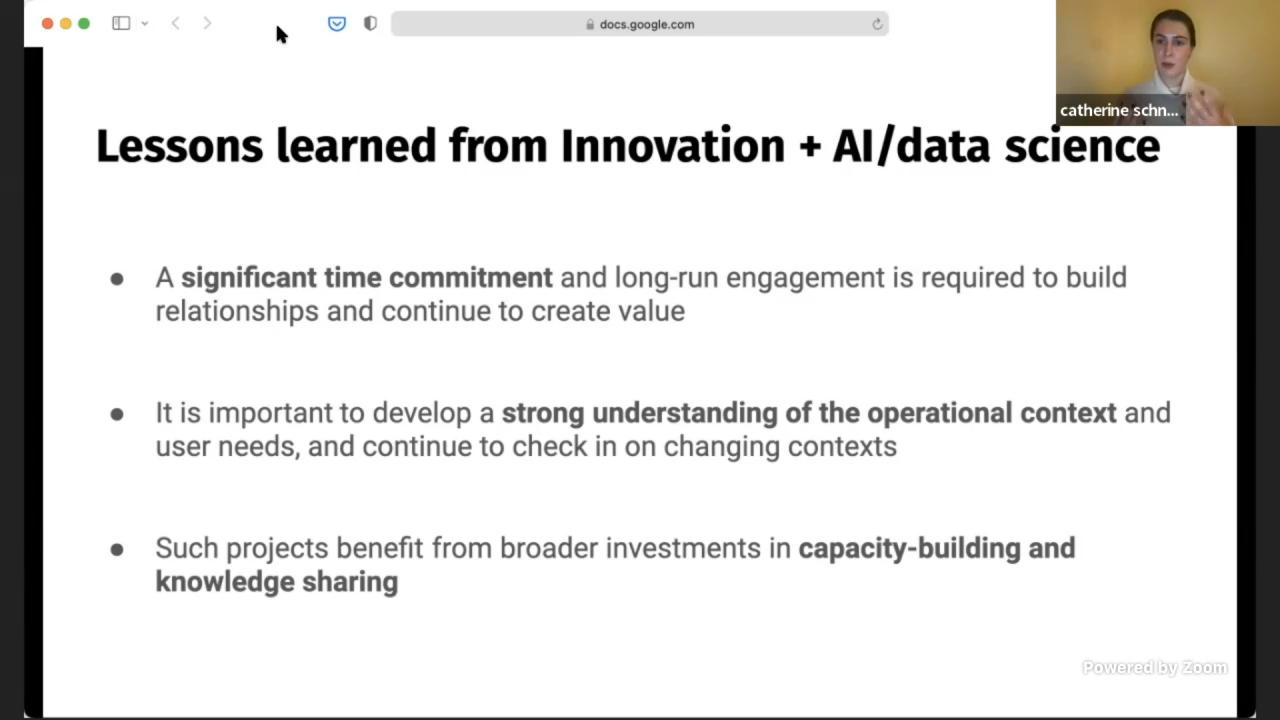 docs.google.com
catherine schn...
Lessons learned from Innovation + AI/data science
● A significant time commitment and long-run engagement is required to build
relationships and continue to create value
● It is important to develop a strong understanding of the operational context and
user needs, and continue to check in on changing contexts
● Such projects benefit from broader investments in capacity-building and
knowledge sharing
Powered by Zoom